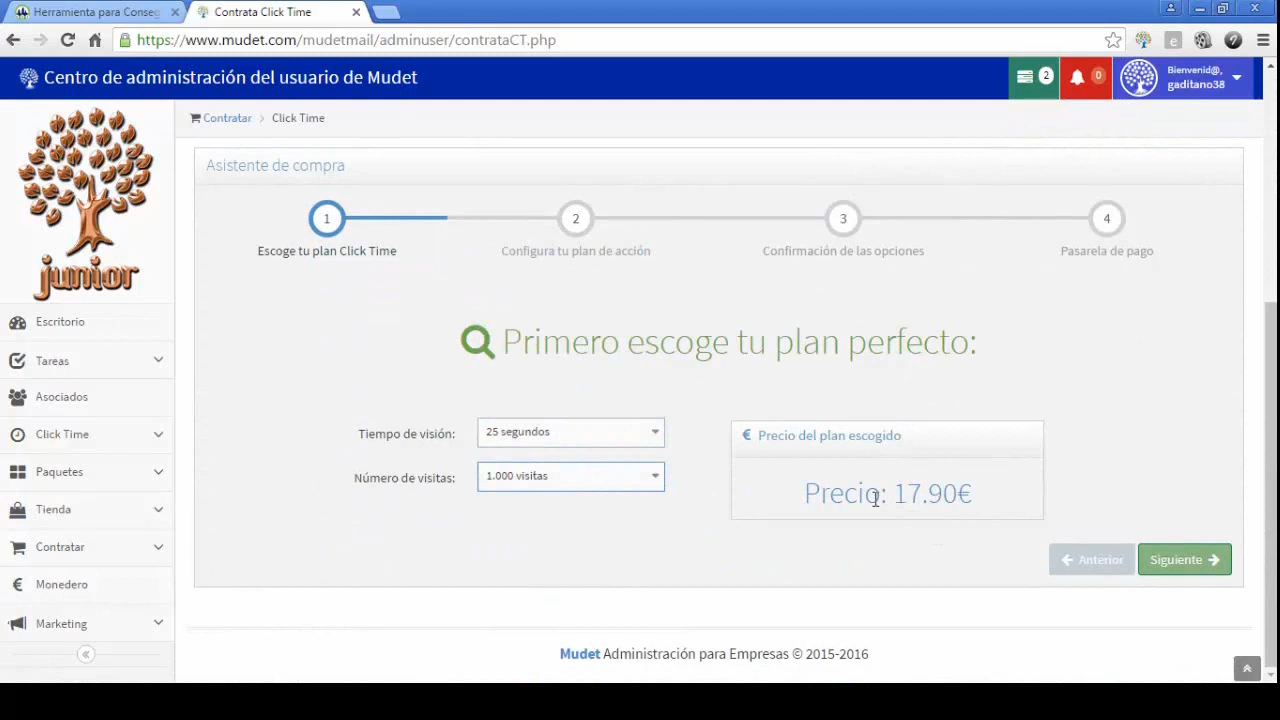 Herramienta para Conseg
Contrata Click Time
https://www.mudet.com/mudetmail/adminuser/contrataCT.php
Centro de administración del usuario de Mudet
2
0
Bienvenid@,
gaditano38
junior
Contratar
Click Time
Asistente de compra
1
2
3
4
Escoge tu plan Click Time
Configura tu plan de acción
Confirmación de las opciones
Pasarela de pago
Escritorio
Tareas
Asociados
Click Time
Paquetes
Tienda
Contratar
€ Monedero
Marketing
Primero escoge tu plan perfecto:
Tiempo de visión: 25 segundos
Número de visitas: 1.000 visitas
€ Precio del plan escogido
Precio: 17.90€
Anterior
Siguiente
Mudet Administración para Empresas © 2015-2016